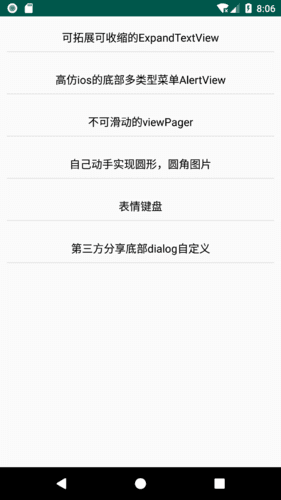 8:06
可拓展可收缩的ExpandTextView
高仿ios的底部多类型菜单AlertView
不可滑动的viewPager
自己动手实现圆形，圆角图片
表情键盘
第三方分享底部dialog自定义